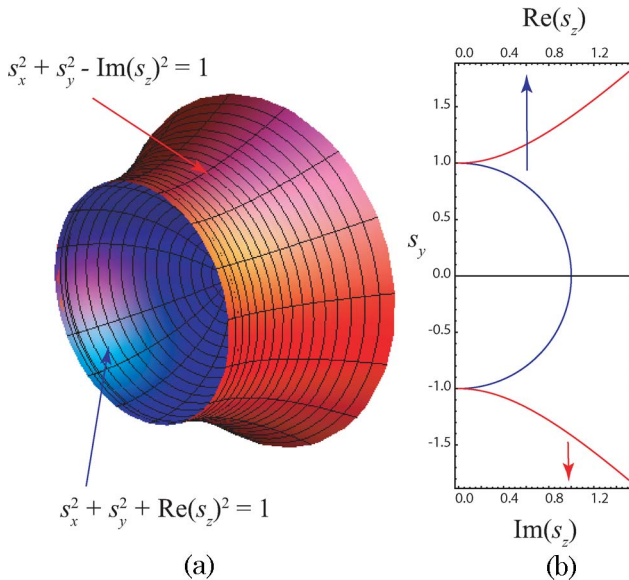 s_x^2 + s_y^2 - Im(s_z)^2 = 1
s_x^2 + s_y^2 + Re(s_z)^2 = 1
(a)
Re(s_z)
0.0 0.4 0.8 1.2
1.5
1.0
0.5
s_y
0.0
-0.5
-1.0
-1.5
0.0 0.4 0.8 1.2
Im(s_z)
(b)